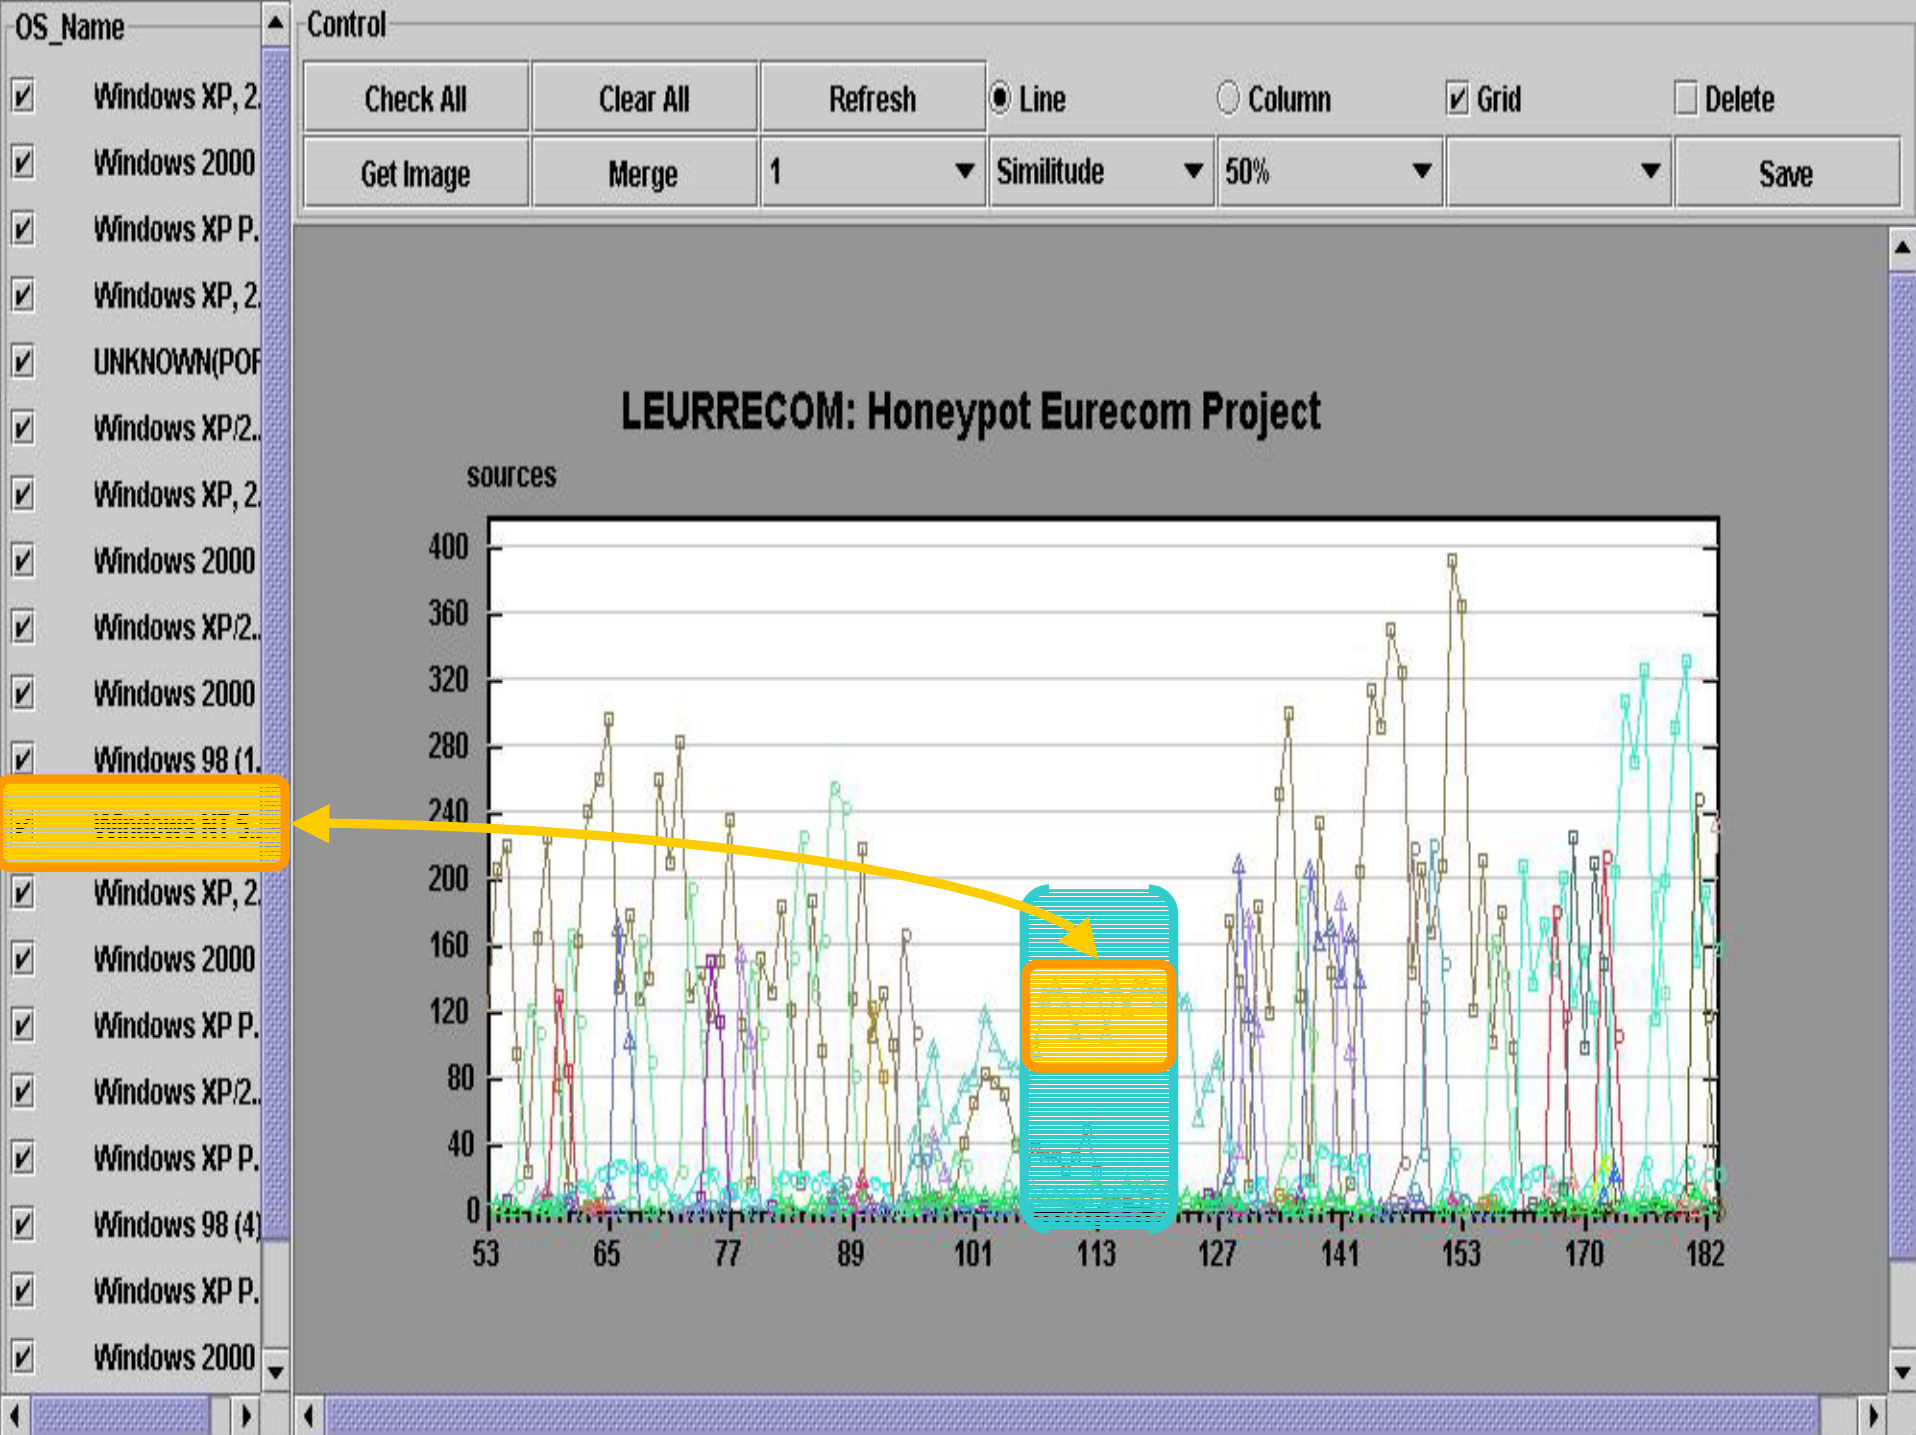 OS_Name
Windows XP, 2.
Windows 2000
Windows XP P.
Windows XP, 2.
UNKNOWN(POF
Windows XP/2..
Windows XP, 2.
Windows 2000
Windows XP/2..
Windows 2000
Windows 98 (1.
Windows NT
Windows XP, 2.
Windows 2000
Windows XP P.
Windows XP/2..
Windows XP P.
Windows 98 (4)
Windows XP P.
Windows 2000
Control
Check All Clear All Refresh Line Column Grid Delete
Get Image Merge 1 Similitude 50% Save
LEURRECOM: Honeypot Eurecom Project
sources
400
360
320
280
240
200
160
120
80
40
0
53 65 77 89 101 113 127 141 153 170 182